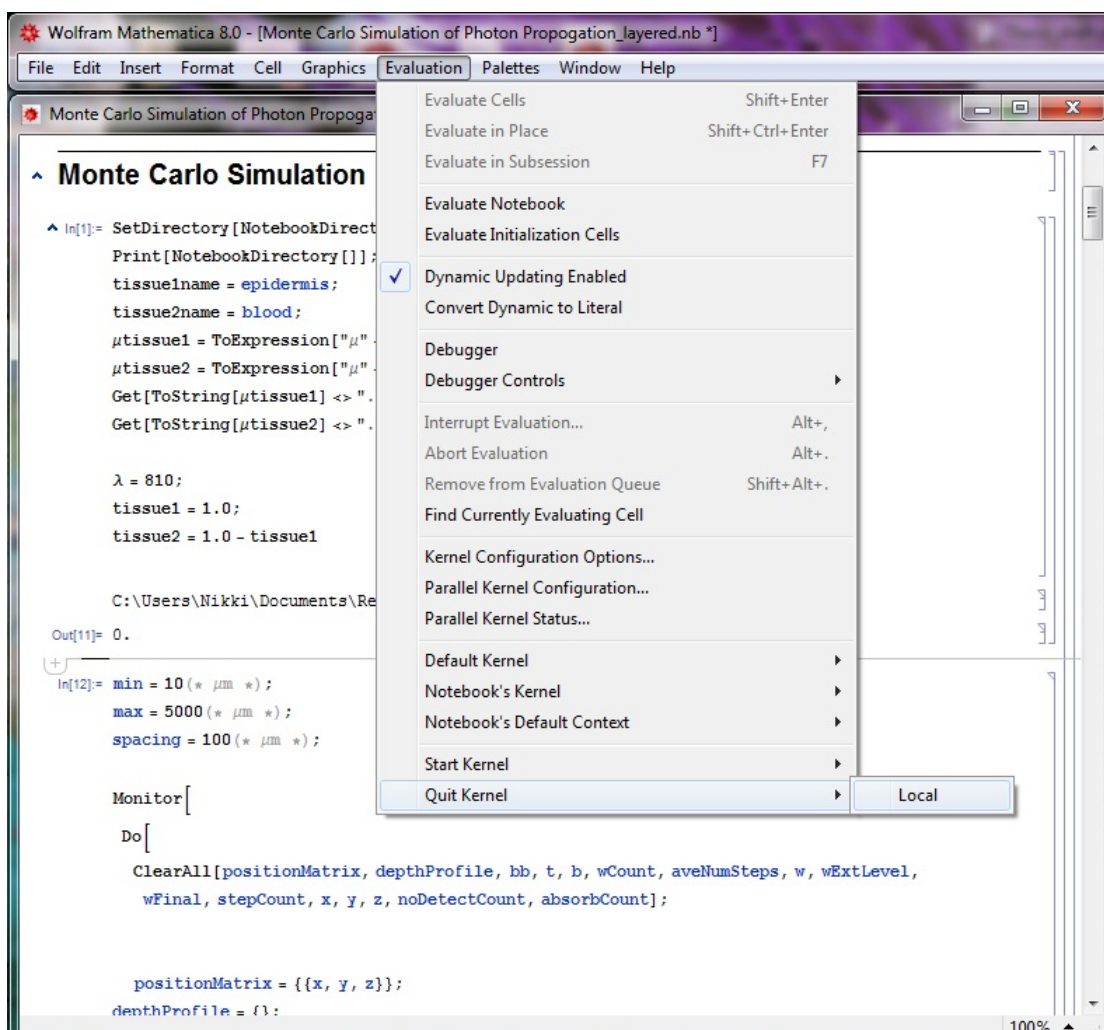 Wolfram Mathematica 8.0 - [Monte Carlo Simulation of Photon Propogation_layered.nb *]
File Edit Insert Format Cell Graphics Evaluation Palettes Window Help
Monte Carlo Simulation of Photon Propoga
Evaluate Cells Shift+Enter
Evaluate in Place Shift+Ctrl+Enter
Evaluate in Subsession F7
Evaluate Notebook
Evaluate Initialization Cells
Dynamic Updating Enabled
Convert Dynamic to Literal
Debugger
Debugger Controls
Interrupt Evaluation... Alt+,
Abort Evaluation Alt+.
Remove from Evaluation Queue Shift+Alt+.
Find Currently Evaluating Cell
Kernel Configuration Options...
Parallel Kernel Configuration...
Parallel Kernel Status...
Default Kernel
Notebook's Kernel
Notebook's Default Context
Start Kernel
Quit Kernel
Local
Monte Carlo Simulation
In[1]:= SetDirectory[NotebookDirect
Print[NotebookDirectory[]];
tissue1name = epidermis;
tissue2name = blood;
μtissue1 = ToExpression["μ"
μtissue2 = ToExpression["μ"
Get[ToString[μtissue1] <> ".
Get[ToString[μtissue2] <> ".
λ = 810;
tissue1 = 1.0;
tissue2 = 1.0 - tissue1
C:\Users\Nikki\Documents\Re
Out[11]= 0.
In[12]:= min = 10 (* μm *);
max = 5000 (* μm *);
spacing = 100 (* μm *);
Monitor[
Do[
ClearAll[positionMatrix, depthProfile, bb, t, b, wCount, aveNumSteps, w, wExtLevel,
wFinal, stepCount, x, y, z, noDetectCount, absorbCount];
positionMatrix = {{x, y, z}};
depthProfile = {};
100%